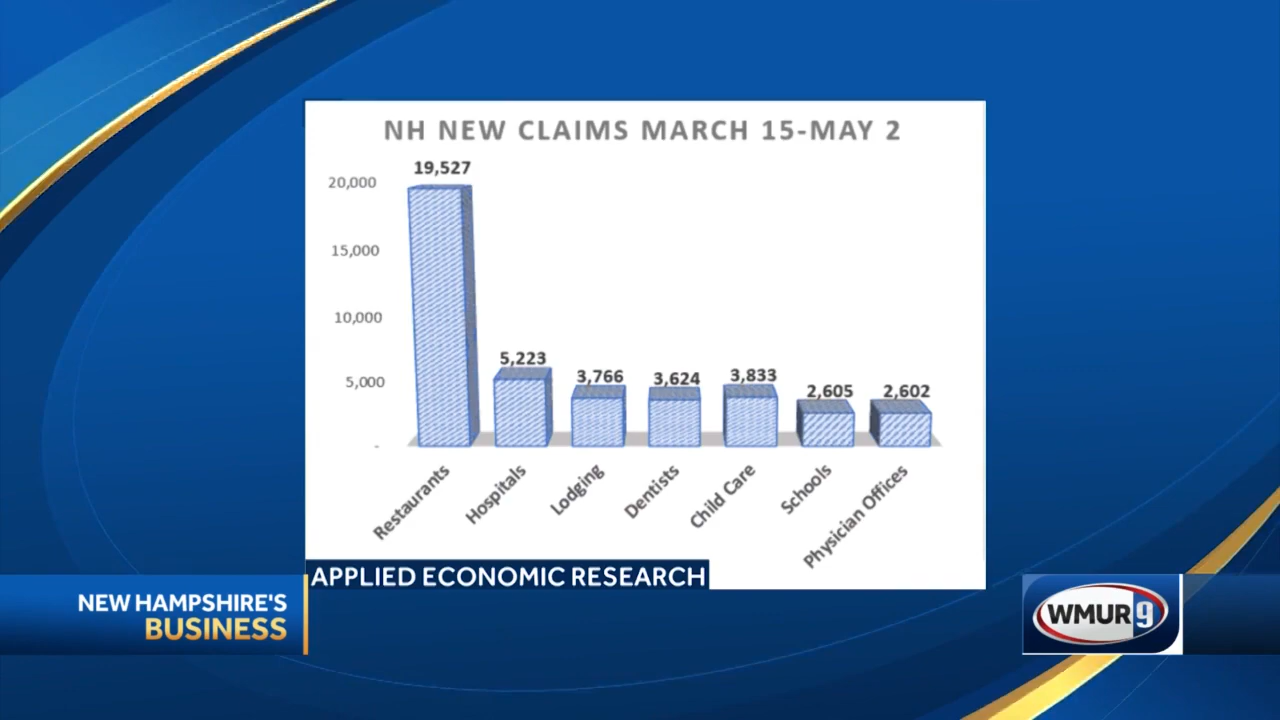 NH NEW CLAIMS MARCH 15-MAY 2
19,527
20,000
15,000
10,000
5,223
3,766
3,624
3,833
2,605
2,602
5,000
-
Restaurants
Hospitals
Lodging
Dentists
Child Care
Schools
Physician Offices
APPLIED ECONOMIC RESEARCH
NEW HAMPSHIRE'S
BUSINESS
WMUR 9